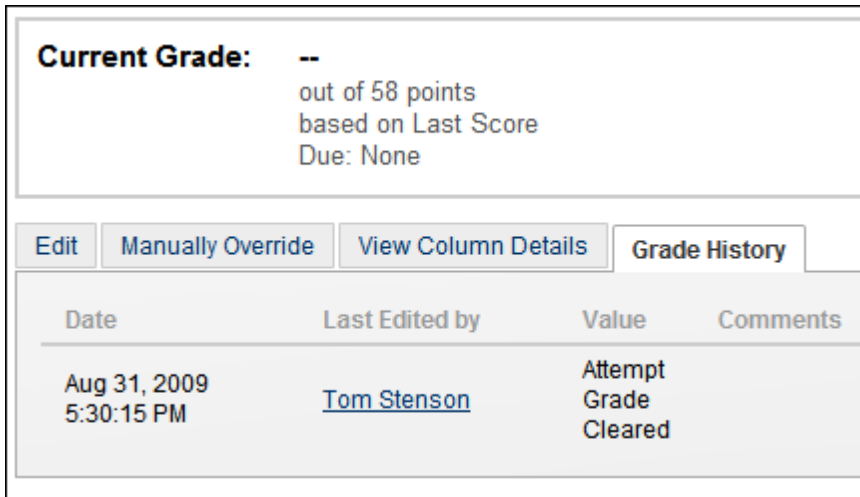 Current Grade: --
out of 58 points
based on Last Score
Due: None
Edit Manually Override View Column Details Grade History
Date Last Edited by Value Comments
Aug 31, 2009
5:30:15 PM
Tom Stenson
Attempt
Grade
Cleared